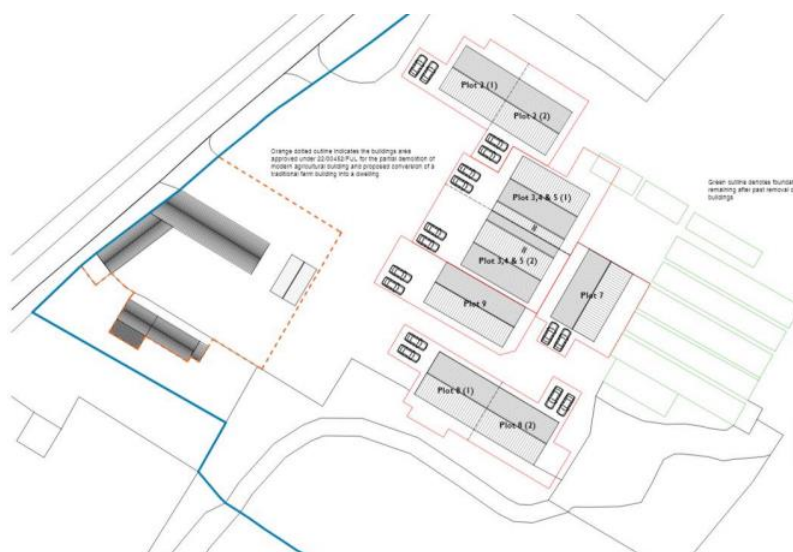 Plot 2 (1)
Plot 2 (2)
Orange dotted outline indicates the buildings area
approved under 22/00452/FUL for the partial demolition of
modern agricultural building and proposed conversion of a
traditional farm building into a dwelling
Green outline denotes foundat
remaining after past removal o
buildings
Plot 3,4 & 5 (1)
Plot 3,4 & 5 (2)
Plot 9
Plot 7
Plot 8 (1)
Plot 8 (2)